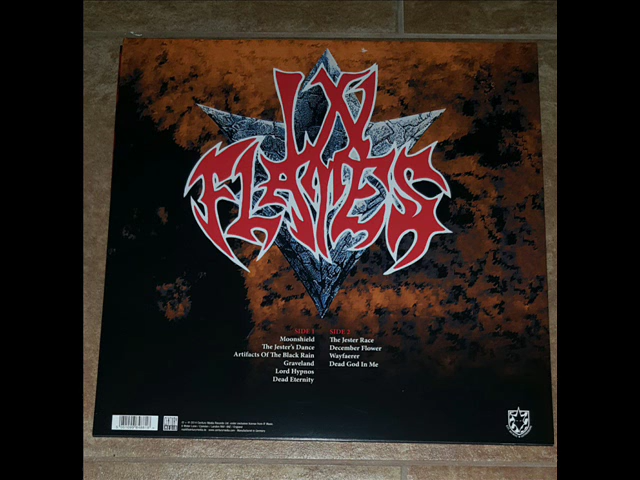 IN
FLAMES
SIDE 1
Moonshield
The Jester's Dance
Artifacts Of The Black Rain
Graveland
Lord Hypnos
Dead Eternity
SIDE 2
The Jester Race
December Flower
Wayfaerer
Dead God In Me